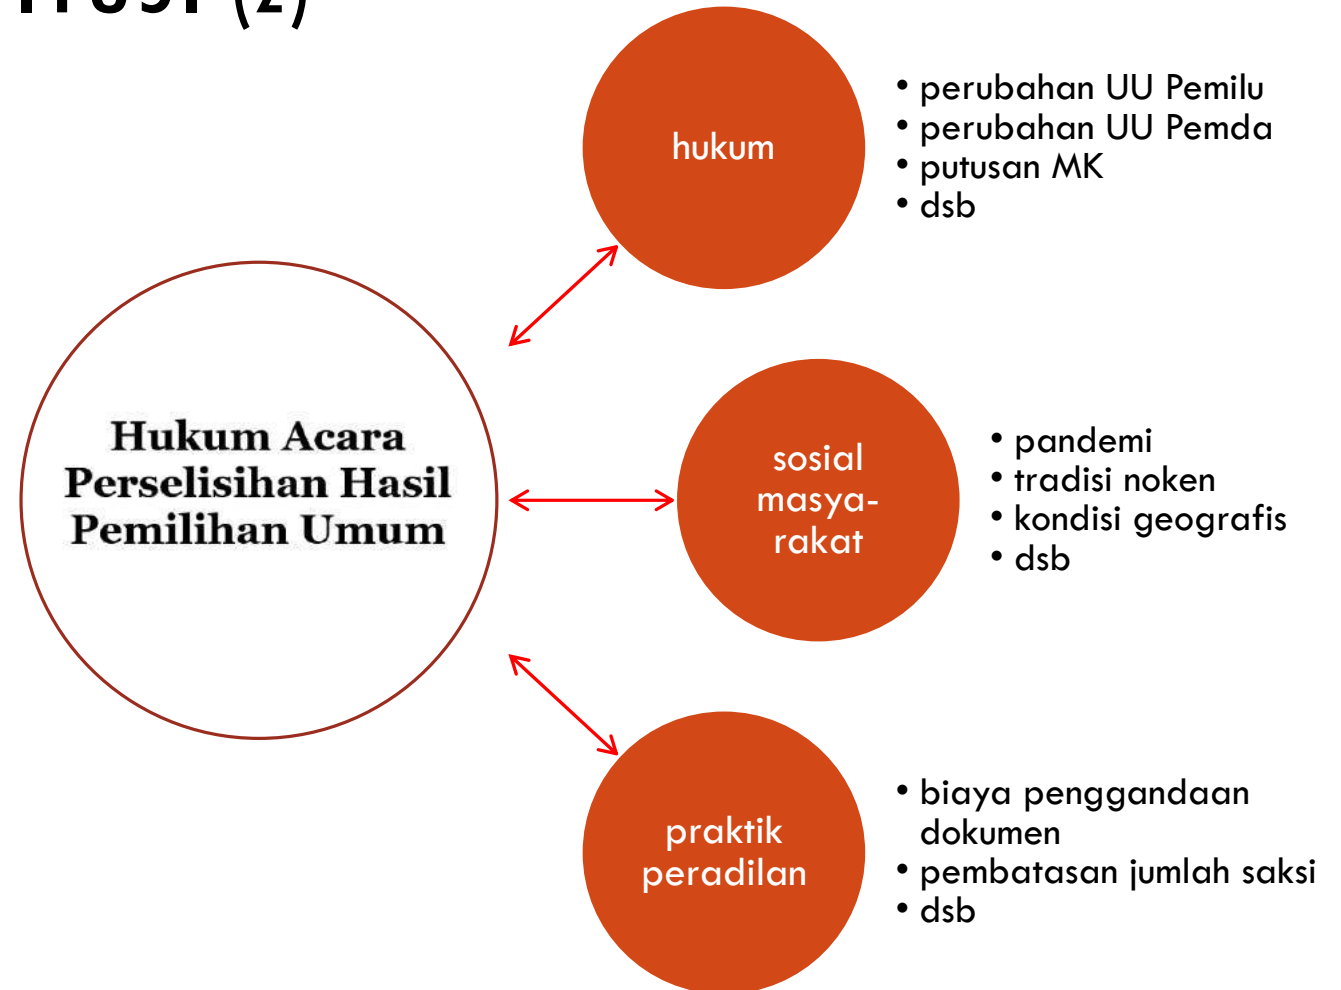 (2)
hukum
• perubahan UU Pemilu
• perubahan UU Pemda
• putusan MK
• dsb
Hukum Acara
Perselisihan Hasil
Pemilihan Umum
sosial
masya-
rakat
• pandemi
• tradisi noken
• kondisi geografis
• dsb
praktik
peradilan
• biaya penggandaan
dokumen
• pembatasan jumlah saksi
• dsb